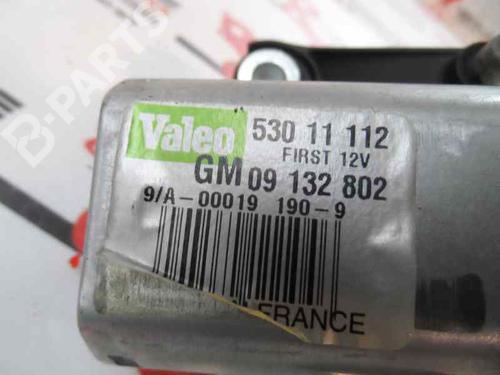 B-PARTS
Valeo 530 11 112
FIRST 12V
GM 09 132 802
9/A-00019 190-9
FRANCE